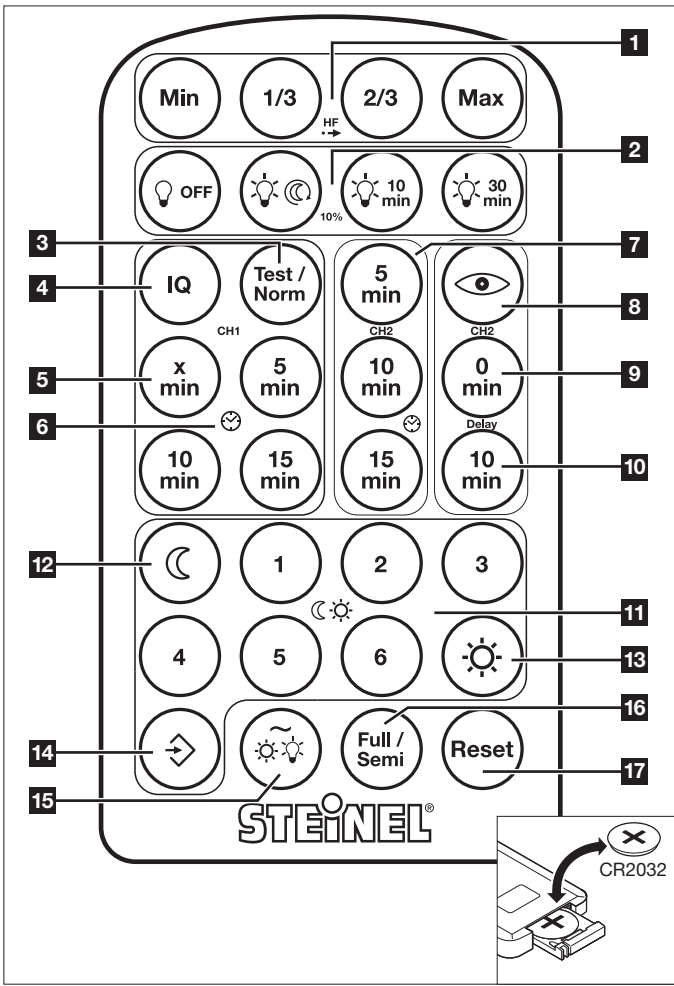 1
Min 1/3 2/3 Max
HF
2
OFF 10 min 30 min
10%
3
4
IQ Test / Norm
5 min
7
8
CH1
CH2
CH2
5
x min 5 min
10 min
0 min
9
6
Delay
10 min 15 min
15 min
10 min
10
12
1 2 3
11
4 5 6
13
14
15
Full / Semi
16
Reset
17
STEINEL®
CR2032